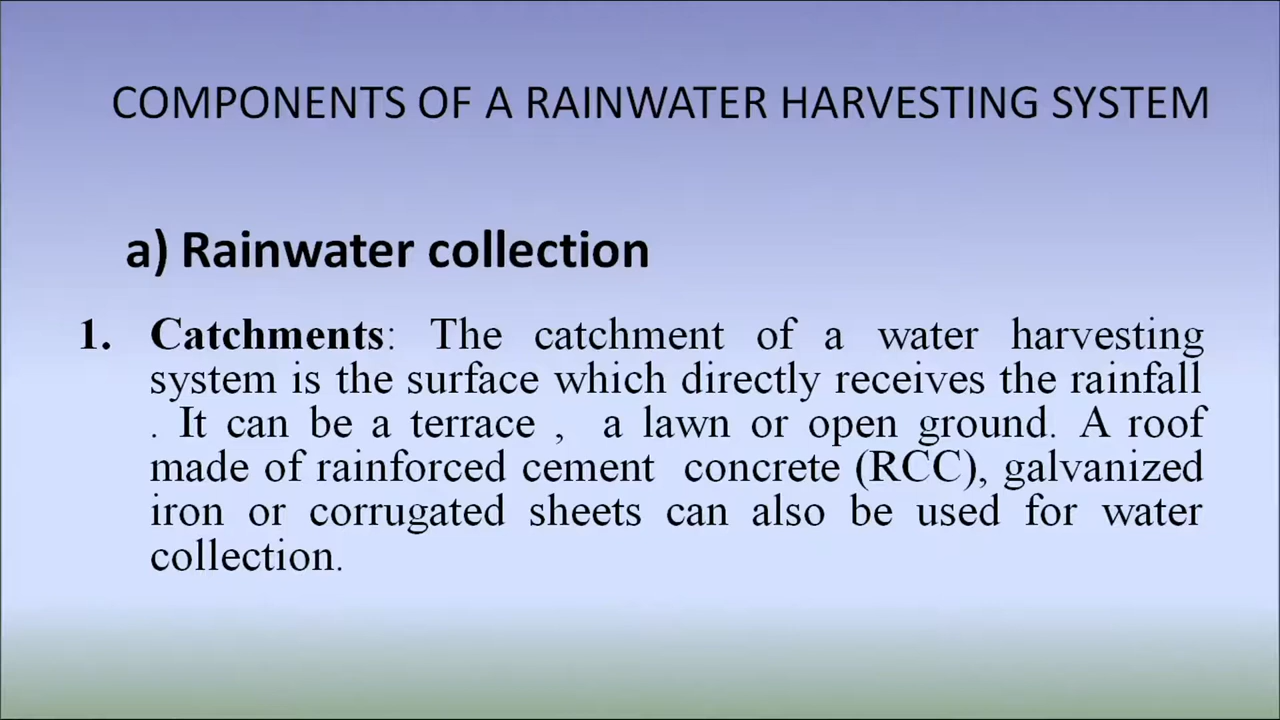 COMPONENTS OF A RAINWATER HARVESTING SYSTEM
a) Rainwater collection
1. Catchments: The catchment of a water harvesting
system is the surface which directly receives the rainfall
. It can be a terrace , a lawn or open ground. A roof
made of rainforced cement concrete (RCC), galvanized
iron or corrugated sheets can also be used for water
collection.